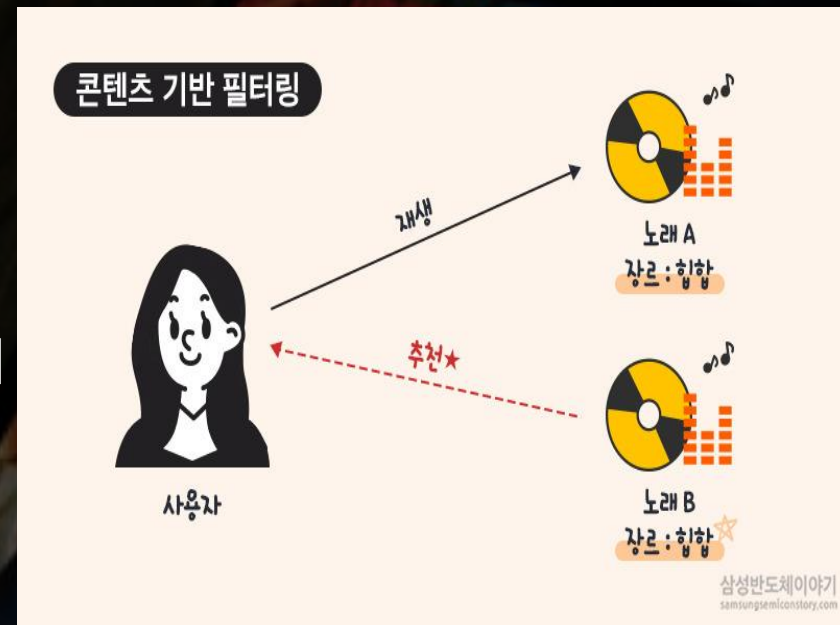 콘텐츠 기반 필터링
재생
노래 A
장르 : 힙합
추천★
사용자
노래 B
장르 : 힙합
삼성반도체이야기
samsungsemiconstory.com